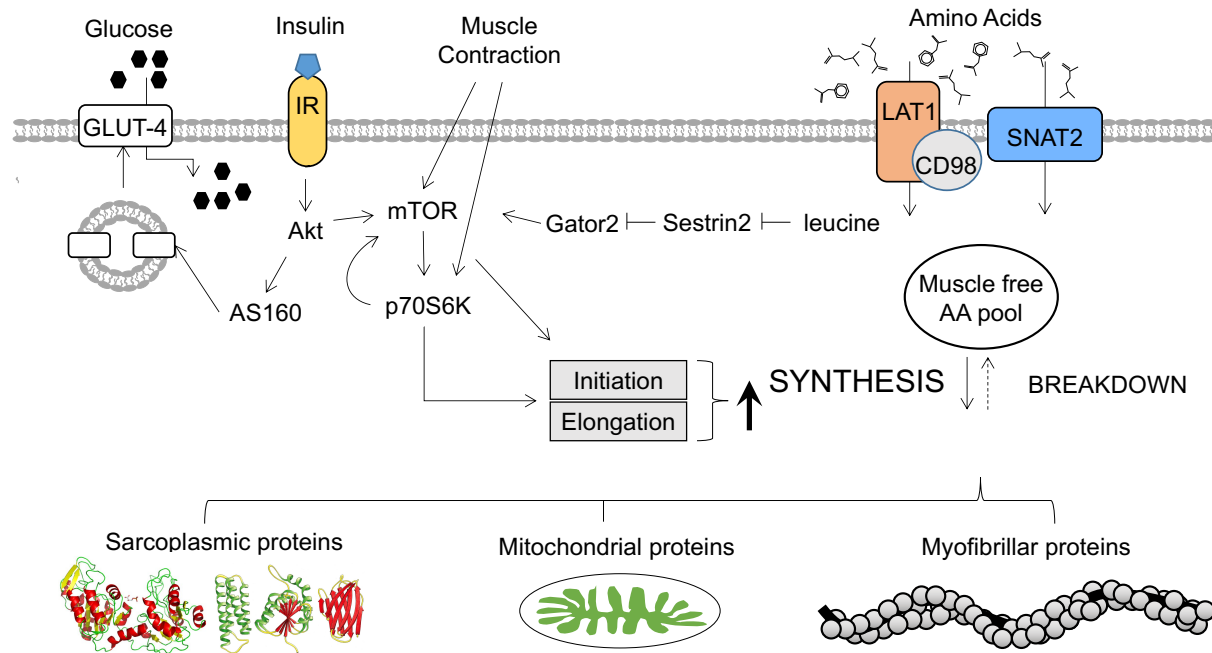 Glucose
Insulin
Muscle
Contraction
Amino Acids
IR
GLUT-4
LAT1
CD98
SNAT2
Akt
mTOR
Gator2
Sestrin2
leucine
AS160
p70S6K
Muscle free
AA pool
Initiation
Elongation
SYNTHESIS
BREAKDOWN
Sarcoplasmic proteins
Mitochondrial proteins
Myofibrillar proteins